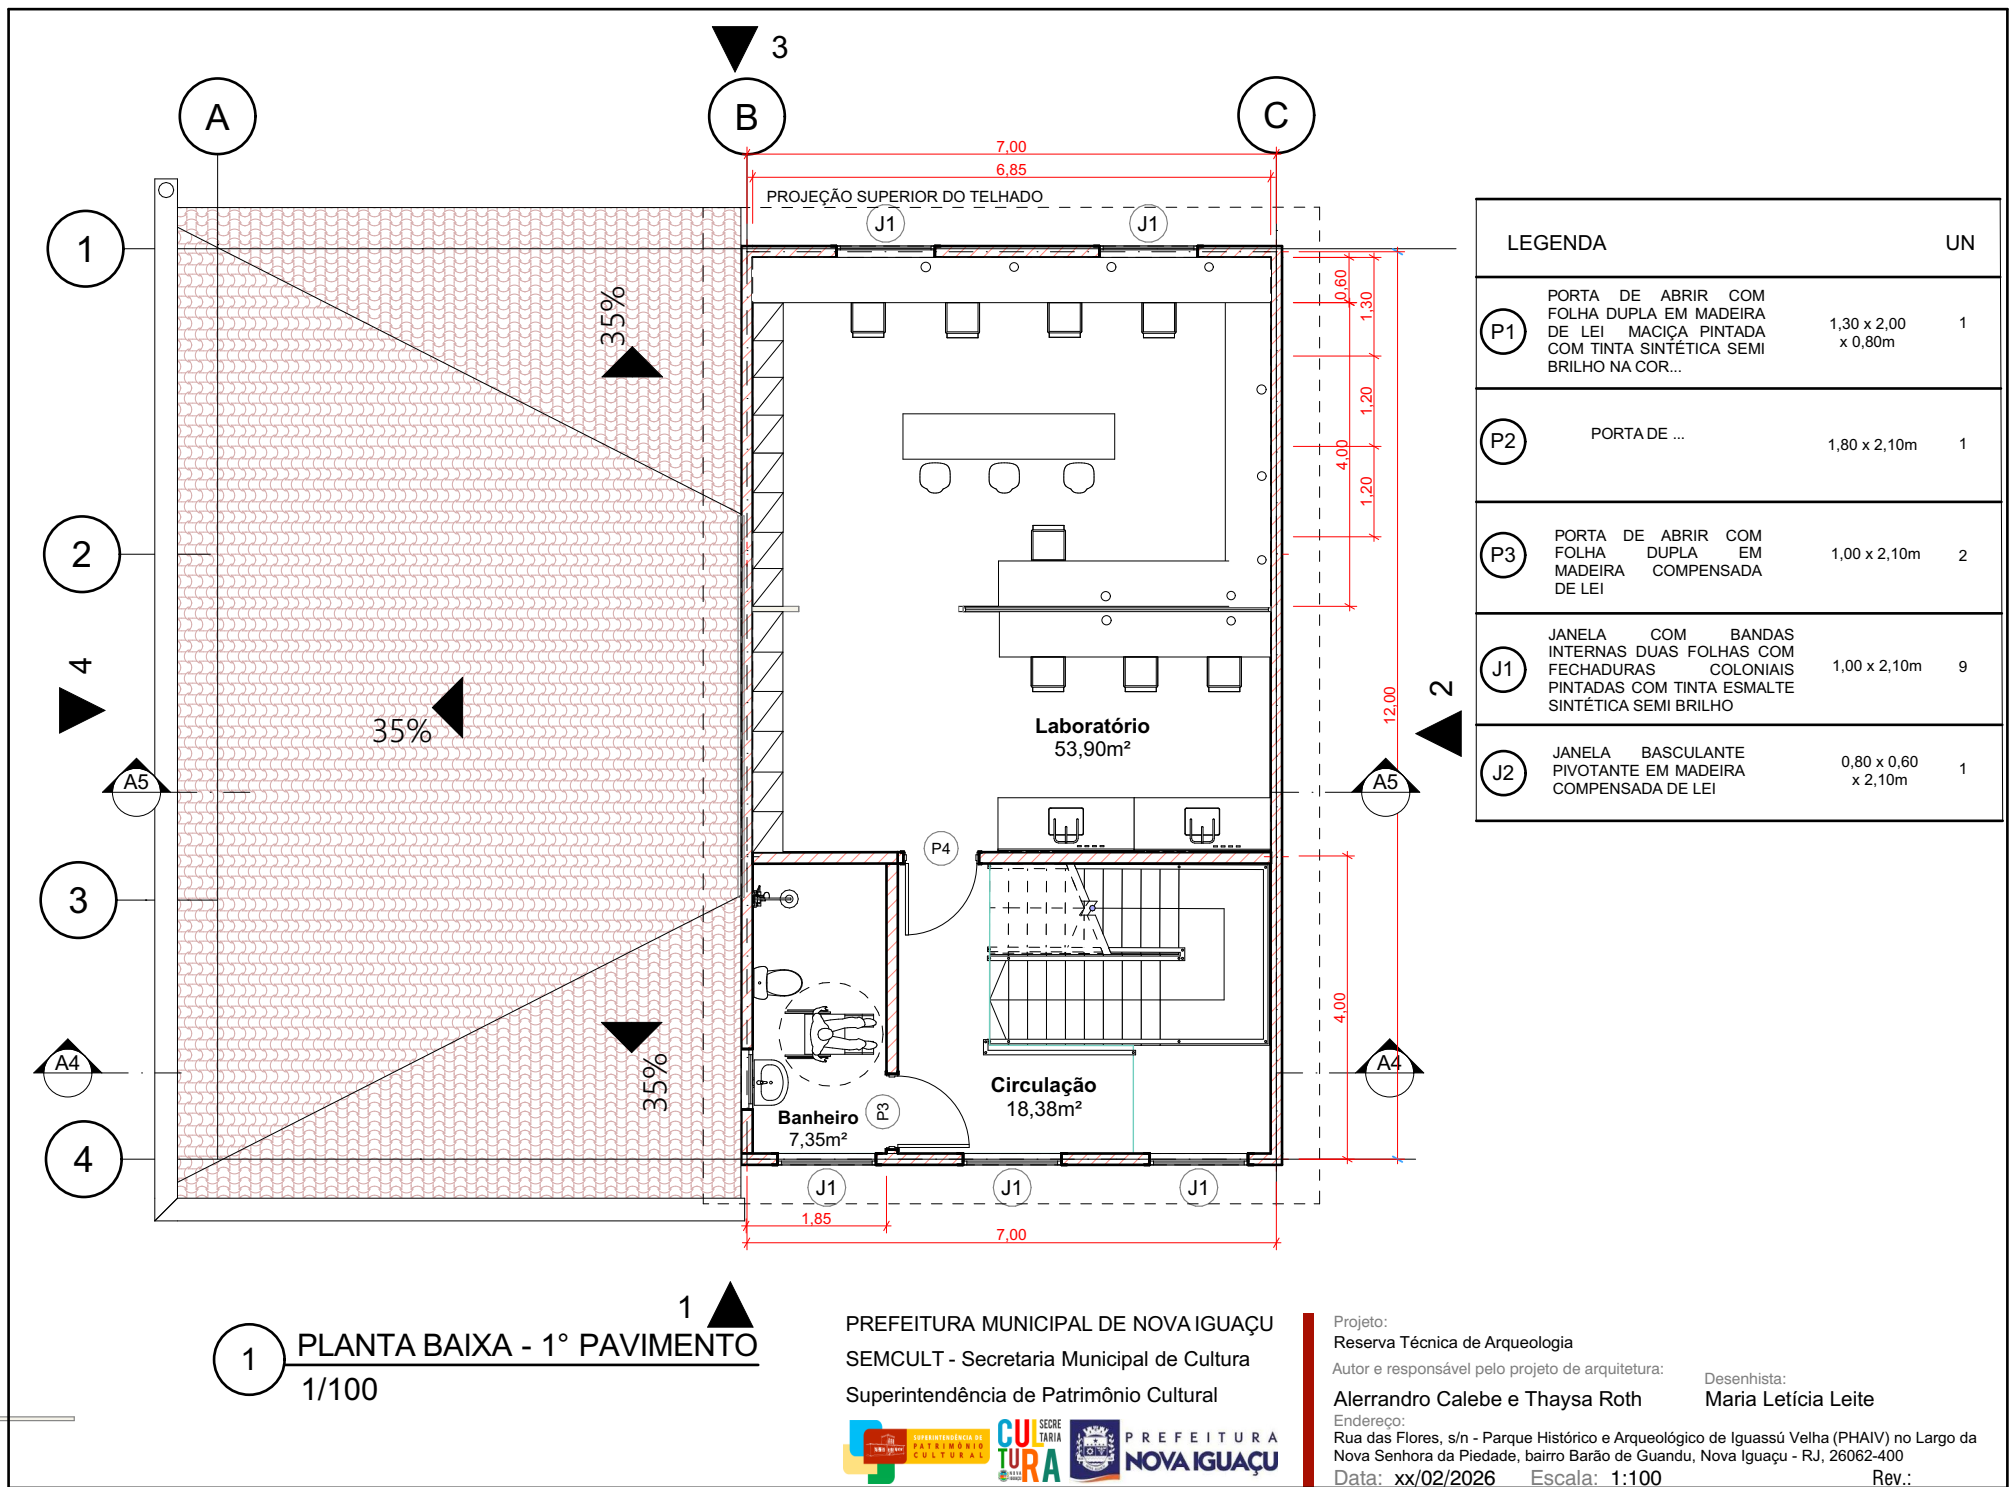 3
A
B
C
7,00
6,85
PROJEÇÃO SUPERIOR DO TELHADO
J1
J1
1
2
3
4
35%
35%
35%
0,60
1,30
1,20
1,20
4,00
12,00
4,00
4
2
A5
A5
A4
A4
Laboratório
53,90m²
P4
Circulação
18,38m²
Banheiro
7,35m²
P3
J1
J1
J1
1,85
7,00
1
LEGENDA UN
P1
PORTA DE ABRIR COM
FOLHA DUPLA EM MADEIRA
DE LEI MACIÇA PINTADA
COM TINTA SINTÉTICA SEMI
BRILHO NA COR...
1,30 x 2,00
x 0,80m
1
P2
PORTA DE ...
1,80 x 2,10m
1
P3
PORTA DE ABRIR COM
FOLHA DUPLA EM
MADEIRA COMPENSADA
DE LEI
1,00 x 2,10m
2
J1
JANELA COM BANDAS
INTERNAS DUAS FOLHAS COM
FECHADURAS COLONIAIS
PINTADAS COM TINTA ESMALTE
SINTÉTICA SEMI BRILHO
1,00 x 2,10m
9
J2
JANELA BASCULANTE
PIVOTANTE EM MADEIRA
COMPENSADA DE LEI
0,80 x 0,60
x 2,10m
1
1
PLANTA BAIXA - 1° PAVIMENTO
1/100
PREFEITURA MUNICIPAL DE NOVA IGUAÇU
SEMCULT - Secretaria Municipal de Cultura
Superintendência de Patrimônio Cultural
SUPERINTENDÊNCIA DE
PATRIMÔNIO
CULTURAL
CUL
TURA
SECRE
TARIA
PREFEITURA
NOVA IGUAÇU
Projeto:
Reserva Técnica de Arqueologia
Autor e responsável pelo projeto de arquitetura:
Alerrandro Calebe e Thaysa Roth
Desenhista:
Maria Letícia Leite
Endereço:
Rua das Flores, s/n - Parque Histórico e Arqueológico de Iguassú Velha (PHAIV) no Largo da
Nova Senhora da Piedade, bairro Barão de Guandu, Nova Iguaçu - RJ, 26062-400
Data: xx/02/2026 Escala: 1:100 Rev.: